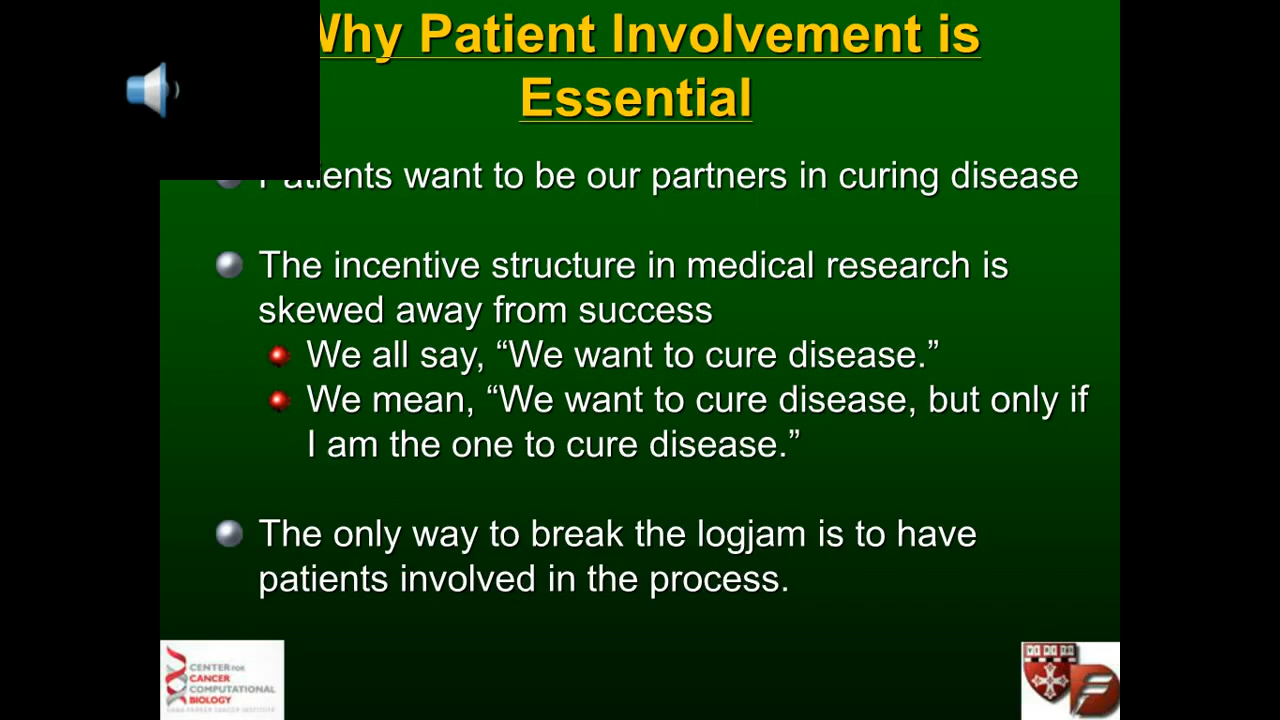 Why Patient Involvement is
Essential
Patients want to be our partners in curing disease
The incentive structure in medical research is
skewed away from success
We all say, “We want to cure disease.”
We mean, “We want to cure disease, but only if
I am the one to cure disease.”
The only way to break the logjam is to have
patients involved in the process.
CENTER FOR
CANCER
COMPUTATIONAL
BIOLOGY